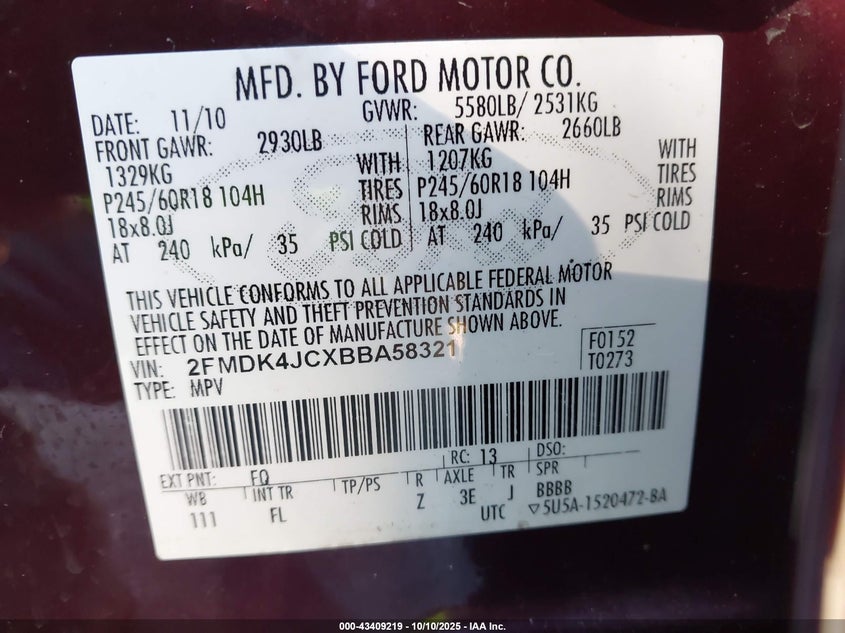 MFD. BY FORD MOTOR CO.
DATE: 11/10 GVWR: 5580LB/ 2531KG
FRONT GAWR: 2930LB REAR GAWR: 2660LB
1329KG WITH 1207KG WITH
P245/60R18 104H TIRES P245/60R18 104H TIRES
18x8.0J RIMS 18x8.0J RIMS
AT 240 kPa/ 35 PSI COLD AT 240 kPa/ 35 PSI COLD
THIS VEHICLE CONFORMS TO ALL APPLICABLE FEDERAL MOTOR
VEHICLE SAFETY AND THEFT PREVENTION STANDARDS IN
EFFECT ON THE DATE OF MANUFACTURE SHOWN ABOVE.
VIN: 2FMDK4JCXBBA58321 F0152
TYPE: MPV T0273
EXT PNT: FQ RC: 13 DSO:
WB INT TR TP/PS R AXLE TR SPR
111 FL Z 3E J BBBB
UTC ▽5U5A-1520472-BA
000-43409219 - 10/10/2025 - IAA Inc.